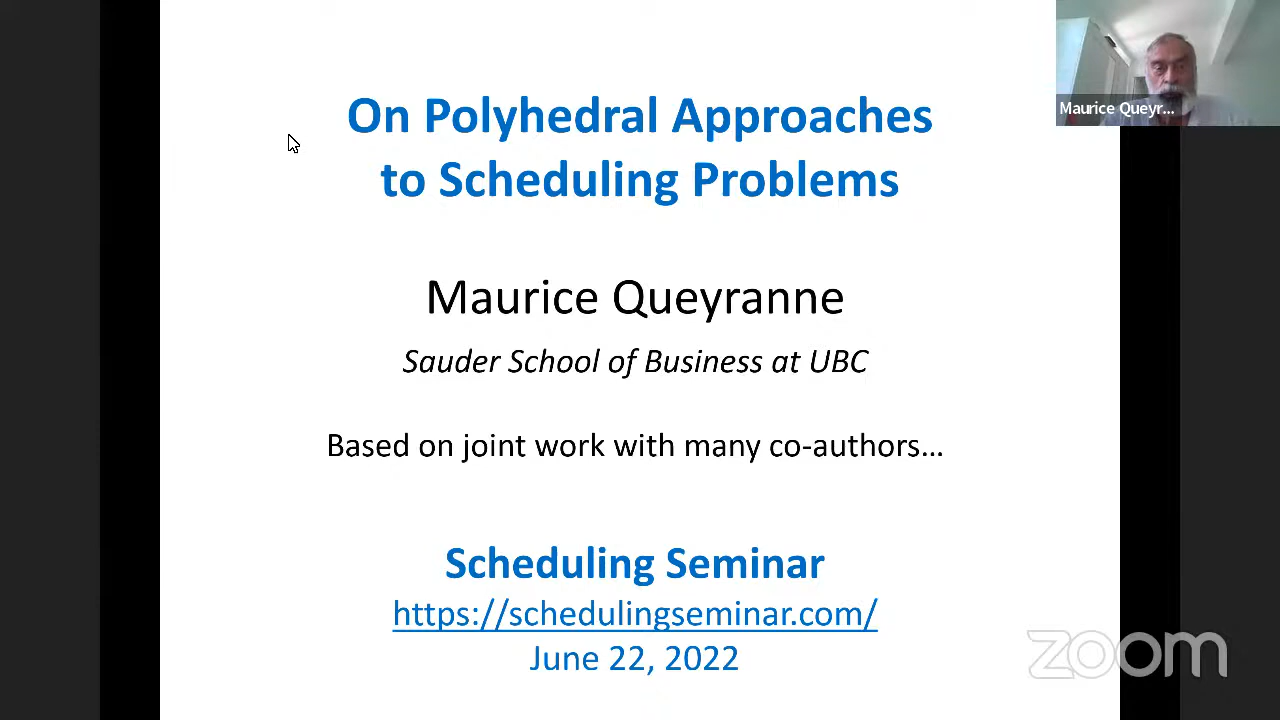 On Polyhedral Approaches
to Scheduling Problems
Maurice Queyr...
Maurice Queyranne
Sauder School of Business at UBC
Based on joint work with many co-authors…
Scheduling Seminar
https://schedulingseminar.com/
June 22, 2022
zoom